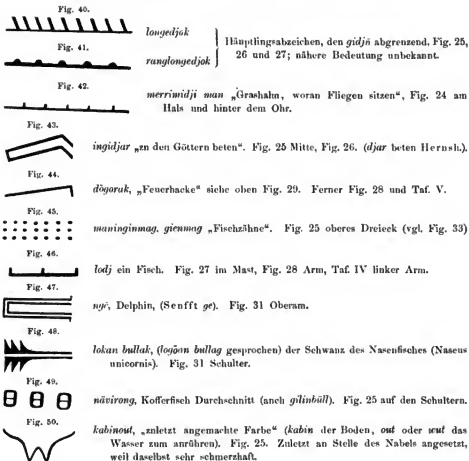 Fig. 40.
longedjok
Häuptlingsabzeichen, den gidjñ abgrenzend, Fig. 25,
26 und 27; nähere Bedeutung unbekannt.
Fig. 41.
ranglongedjok
Fig. 42.
merrimidji man „Grashalm, woran Fliegen sitzen“, Fig. 24 am
Hals und hinter dem Ohr.
Fig. 43.
ingidjar „zu den Göttern beten“. Fig. 25 Mitte, Fig. 26. (djar beten Hernsh.).
Fig. 44.
dögoruk, „Feuerhacke“ siehe oben Fig. 29. Ferner Fig. 28 und Taf. V.
Fig. 45.
maninginmag, gienmag „Fischzähne“. Fig. 25 oberes Dreieck (vgl. Fig. 33)
Fig. 46.
lodj ein Fisch. Fig. 27 im Mast, Fig. 28 Arm, Taf. IV linker Arm.
Fig. 47.
Delphin, (Senfft ge). Fig. 31 Oberam.
Fig. 48.
lokan bullak, (logöan bullag gesprochen) der Schwanz des Nasenfisches (Naseus
unicornis). Fig. 31 Schulter.
Fig. 49.
nävirong, Kofferfisch Durchschnitt (auch gilinbüll). Fig. 25 auf den Schultern.
Fig. 50.
kabinout, „zuletzt angemachte Farbe“ (kabin der Boden, out oder wut das
Wasser zum anrühren). Fig. 25. Zuletzt an Stelle des Nabels angesetzt,
weil daselbst sehr schmerzhaft.